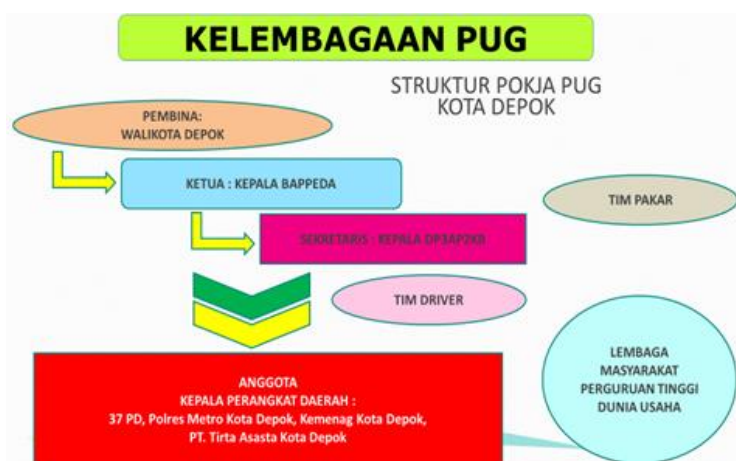 KELEMBAGAAN PUG
STRUKTUR POKJA PUG
KOTA DEPOK
PEMBINA:
WALIKOTA DEPOK
KETUA : KEPALA BAPPEDA
TIM PAKAR
SEKRETARIS : KEPALA DP3AP2KB
TIM DRIVER
ANGGOTA
KEPALA PERANGKAT DAERAH :
37 PD, Polres Metro Kota Depok, Kemenag Kota Depok,
PT. Tirta Asasta Kota Depok
LEMBAGA
MASYARAKAT
PERGURUAN TINGGI
DUNIA USAHA